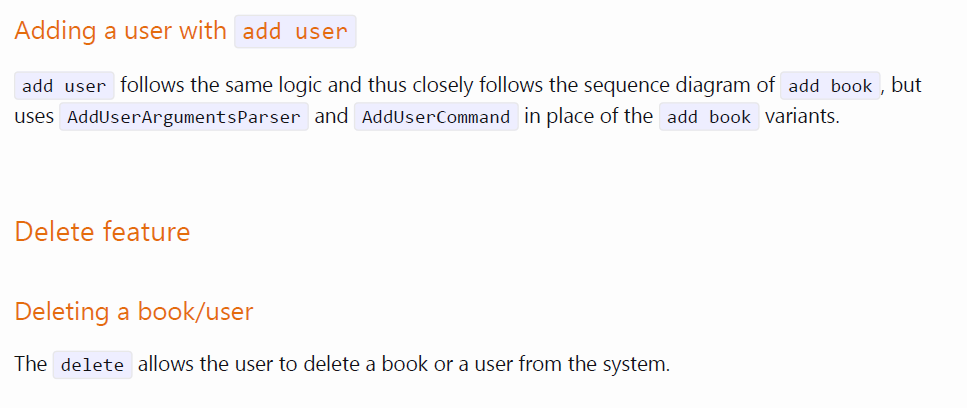 Adding a user with add user
add user follows the same logic and thus closely follows the sequence diagram of add book, but
uses AddUserArgumentsParser and AddUserCommand in place of the add book variants.
Delete feature
Deleting a book/user
The delete allows the user to delete a book or a user from the system.